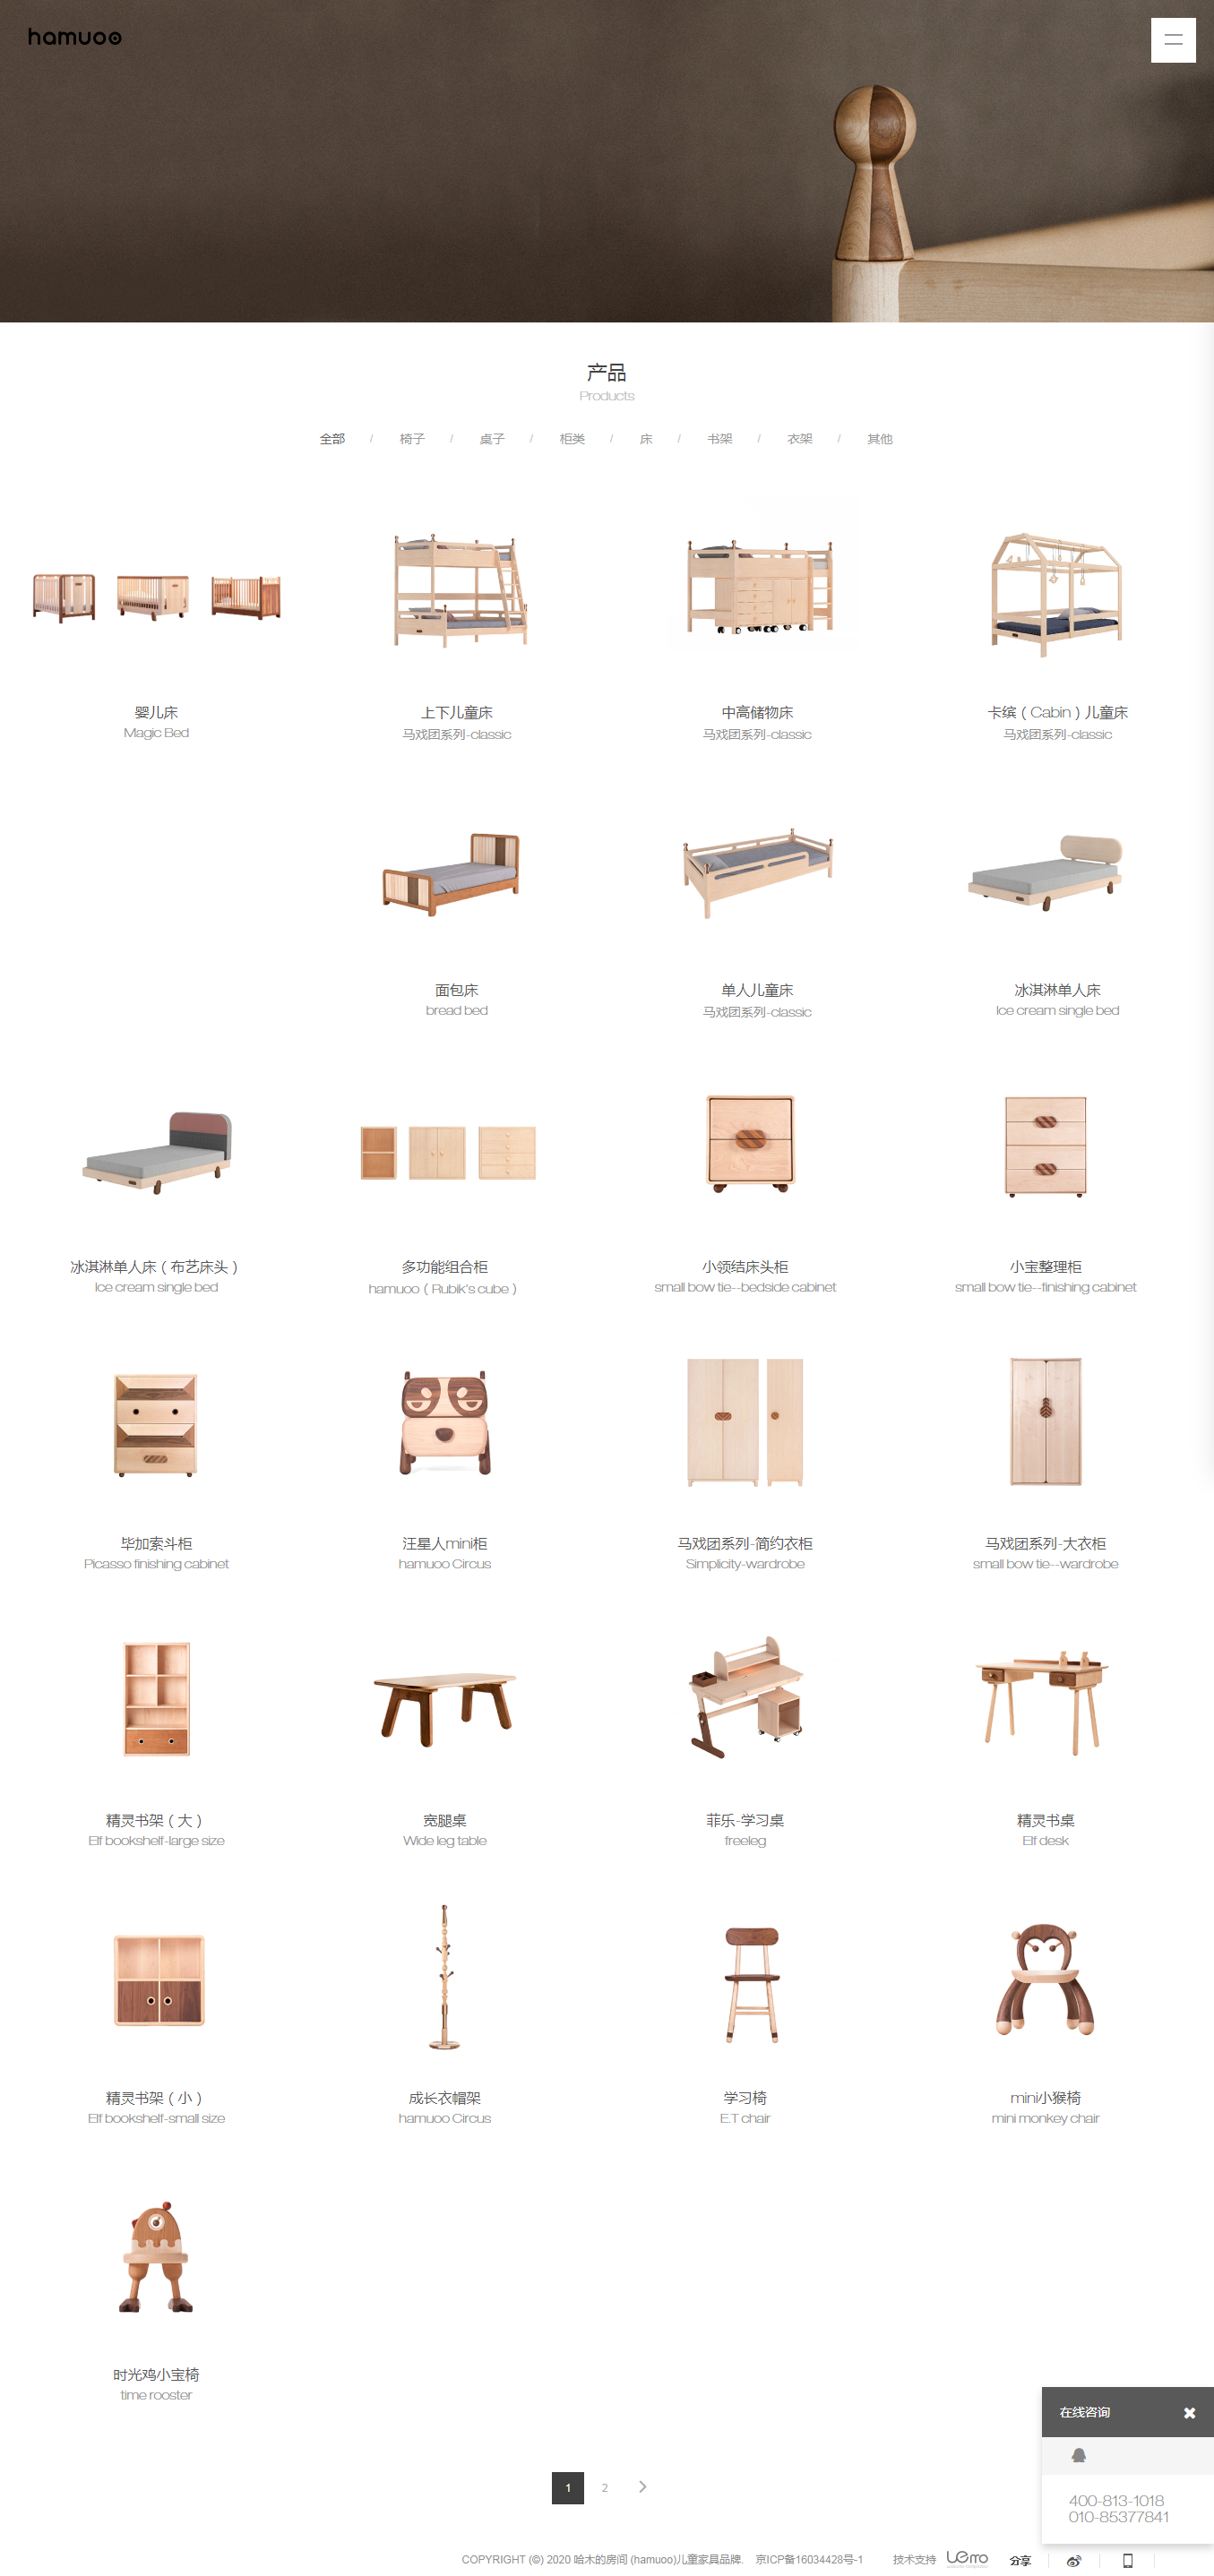 hamuoo
产品
Products
全部 / 椅子 / 桌子 / 柜类 / 床 / 书架 / 衣架 / 其他
婴儿床
Magic Bed
上下儿童床
马戏团系列-classic
中高储物床
马戏团系列-classic
卡缤（Cabin）儿童床
马戏团系列-classic
面包床
bread bed
单人儿童床
马戏团系列-classic
冰淇淋单人床
Ice cream single bed
冰淇淋单人床（布艺床头）
Ice cream single bed
多功能组合柜
hamuoo（Rubik's cube）
小领结床头柜
small bow tie--bedside cabinet
小宝整理柜
small bow tie--finishing cabinet
毕加索斗柜
Picasso finishing cabinet
汪星人mini柜
hamuoo Circus
马戏团系列-简约衣柜
Simplicity-wardrobe
马戏团系列-大衣柜
small bow tie--wardrobe
精灵书架（大）
Elf bookshelf-large size
宽腿桌
Wide leg table
菲乐-学习桌
freeleg
精灵书桌
Elf desk
精灵书架（小）
Elf bookshelf-small size
成长衣帽架
hamuoo Circus
学习椅
E.T chair
mini小猴椅
mini monkey chair
时光鸡小宝椅
time rooster
在线咨询
400-813-1018
010-85377841
1 2
COPYRIGHT (©) 2020 哈木的房间 (hamuoo)儿童家具品牌. 京ICP备16034428号-1 技术支持 uemo 分享